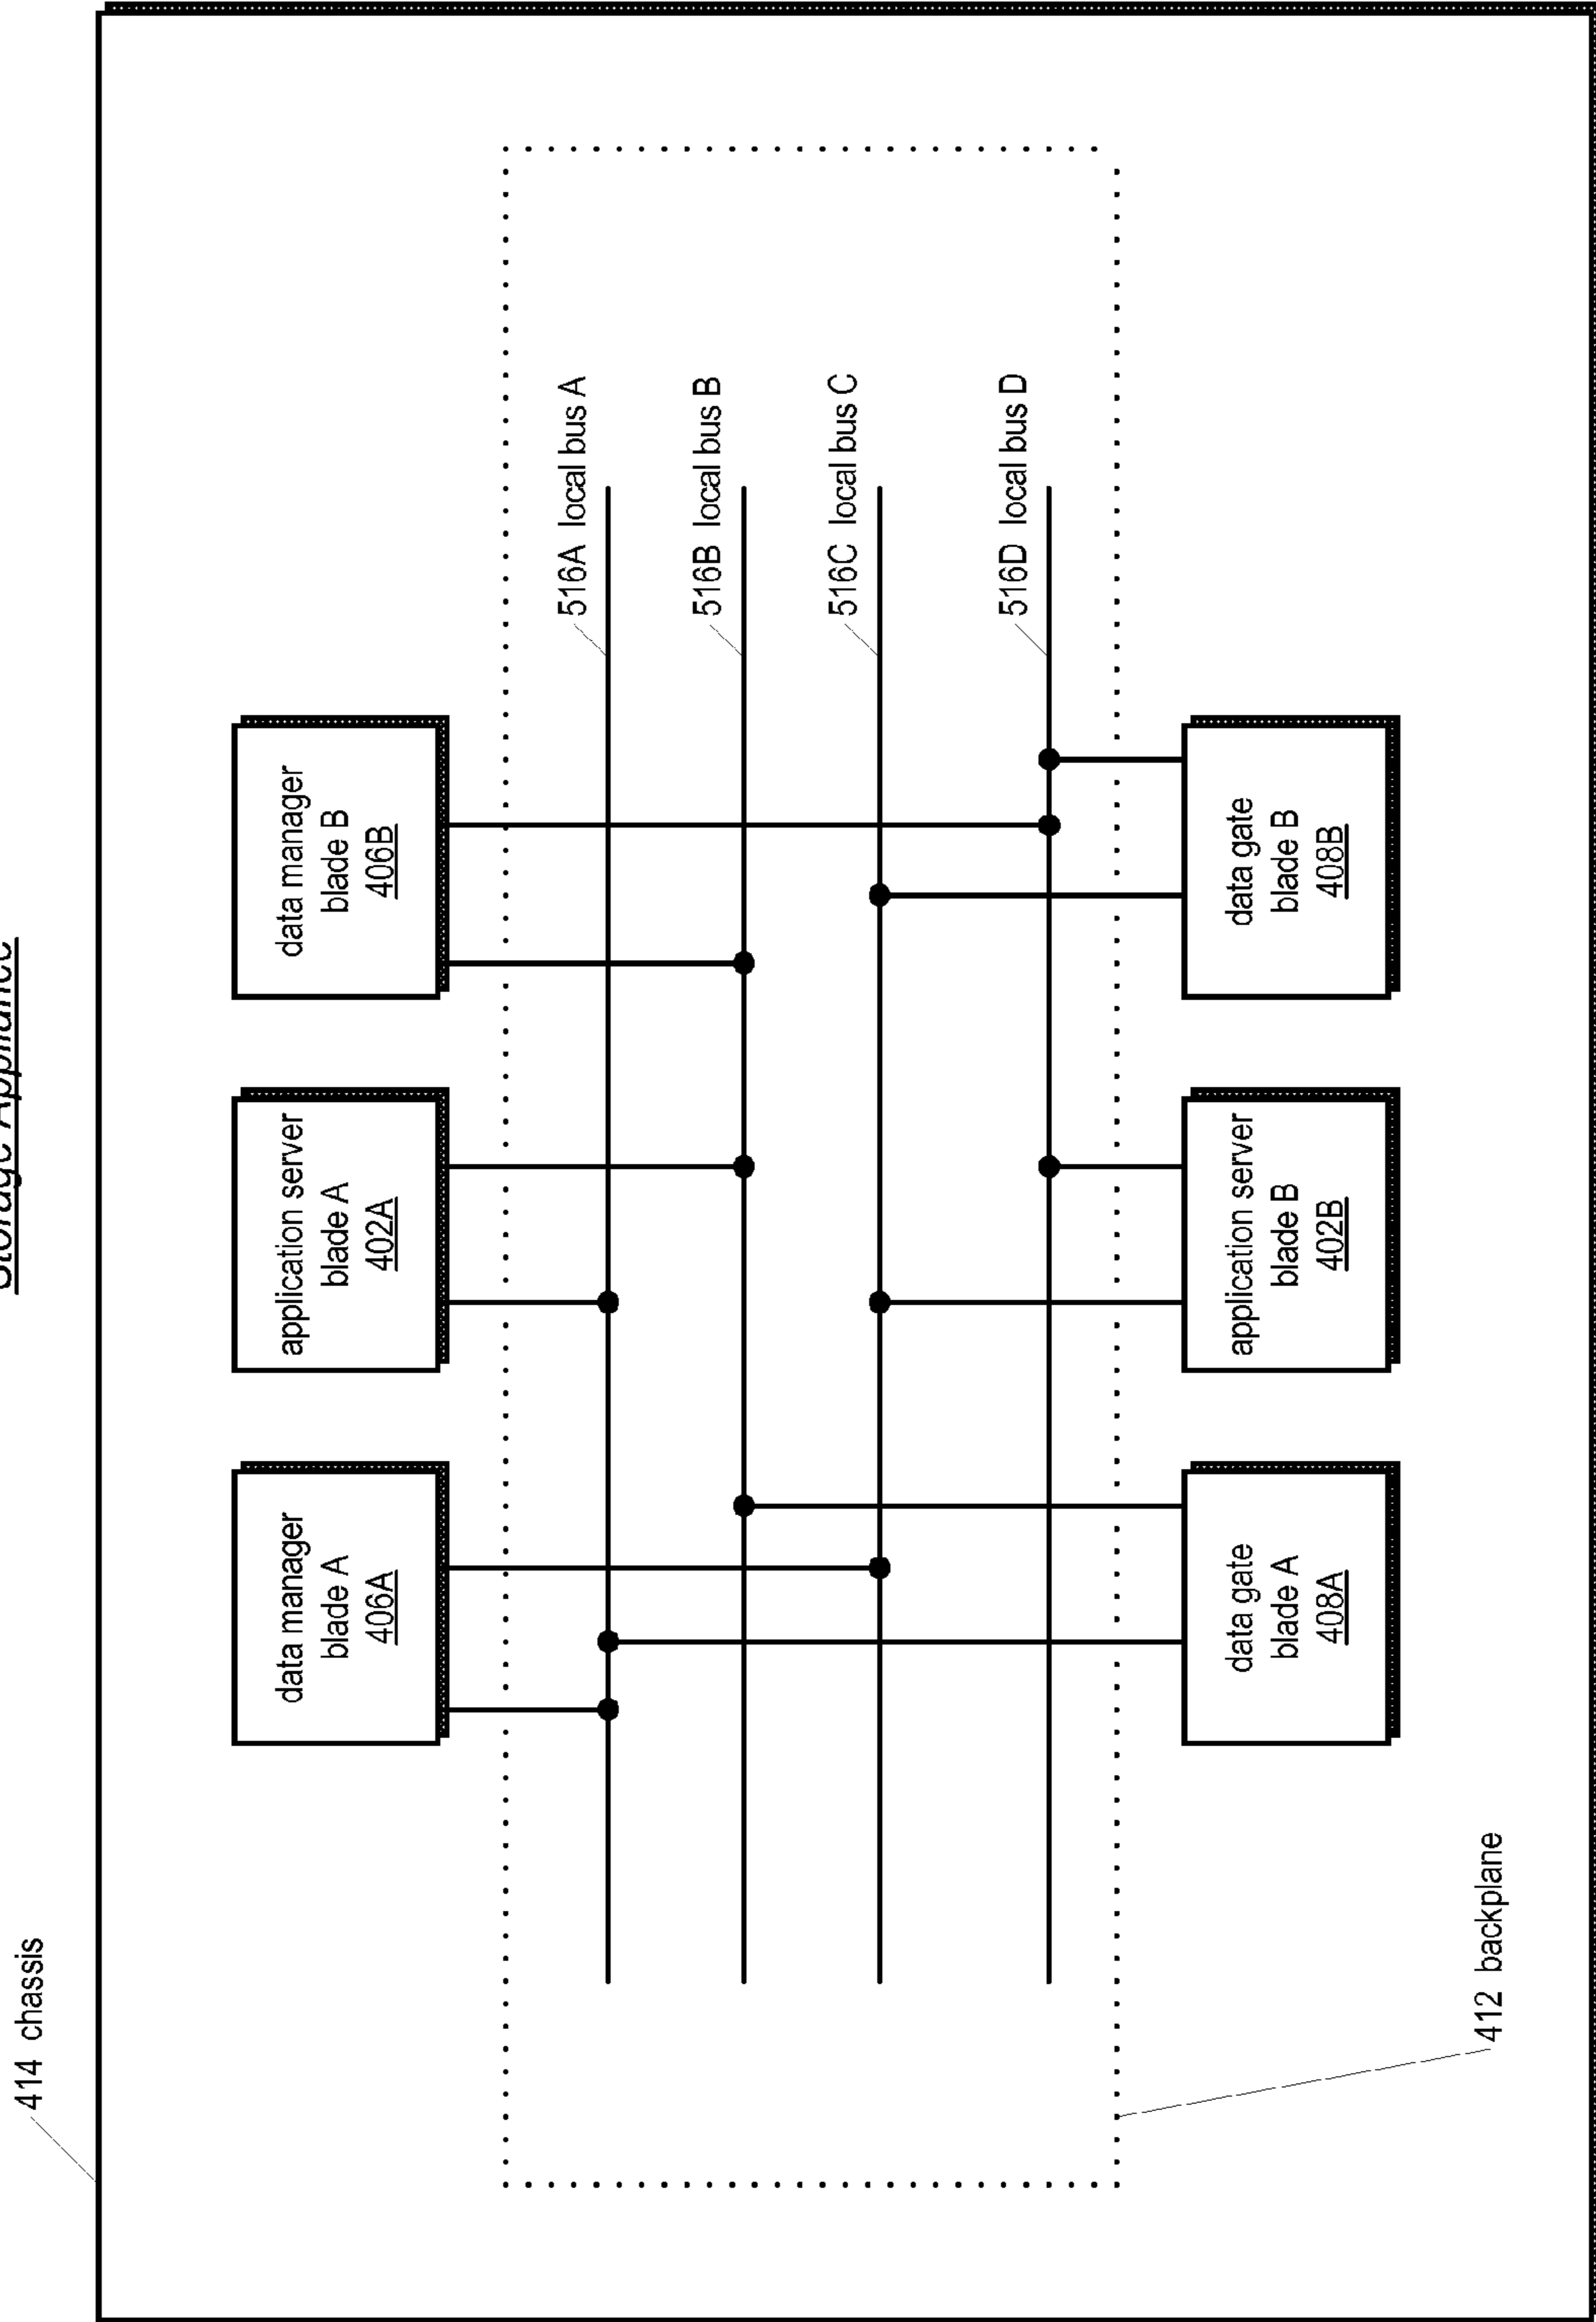 Storage Appliance
414 chassis
data manager
blade A
406A
application server
blade A
402A
data manager
blade B
406B
516A local bus A
516B local bus B
516C local bus C
516D local bus D
data gate
blade A
408A
application server
blade B
402B
data gate
blade B
408B
412 backplane